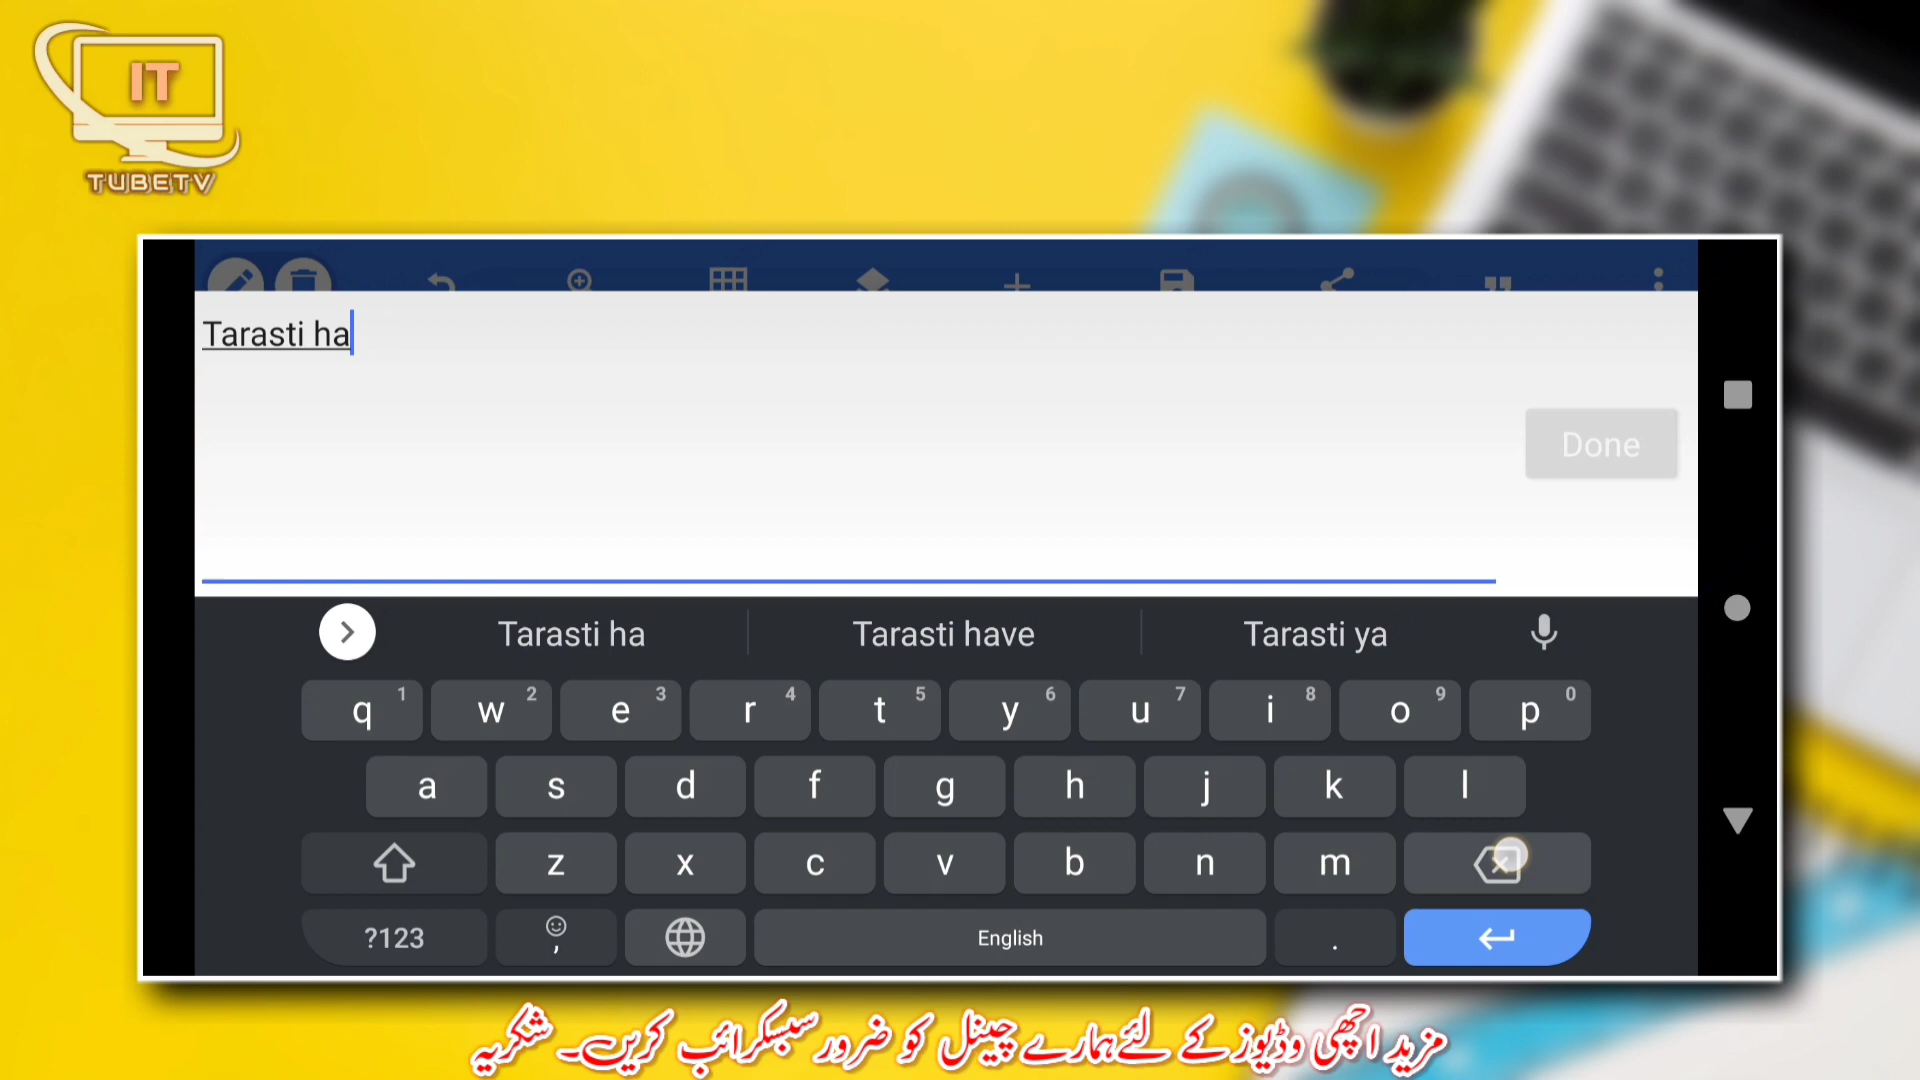 IT
TUBETV
Tarasti ha
Done
Tarasti ha Tarasti have Tarasti ya
q 1 w 2 e 3 r 4 t 5 y 6 u 7 i 8 o 9 p 0
a s d f g h j k l
z x c v b n m
?123 , English .
مزید اچھی وڈیوز کے لئے ہمارے چینل کو ضرور سبسکرائب کریں۔ شکریہ